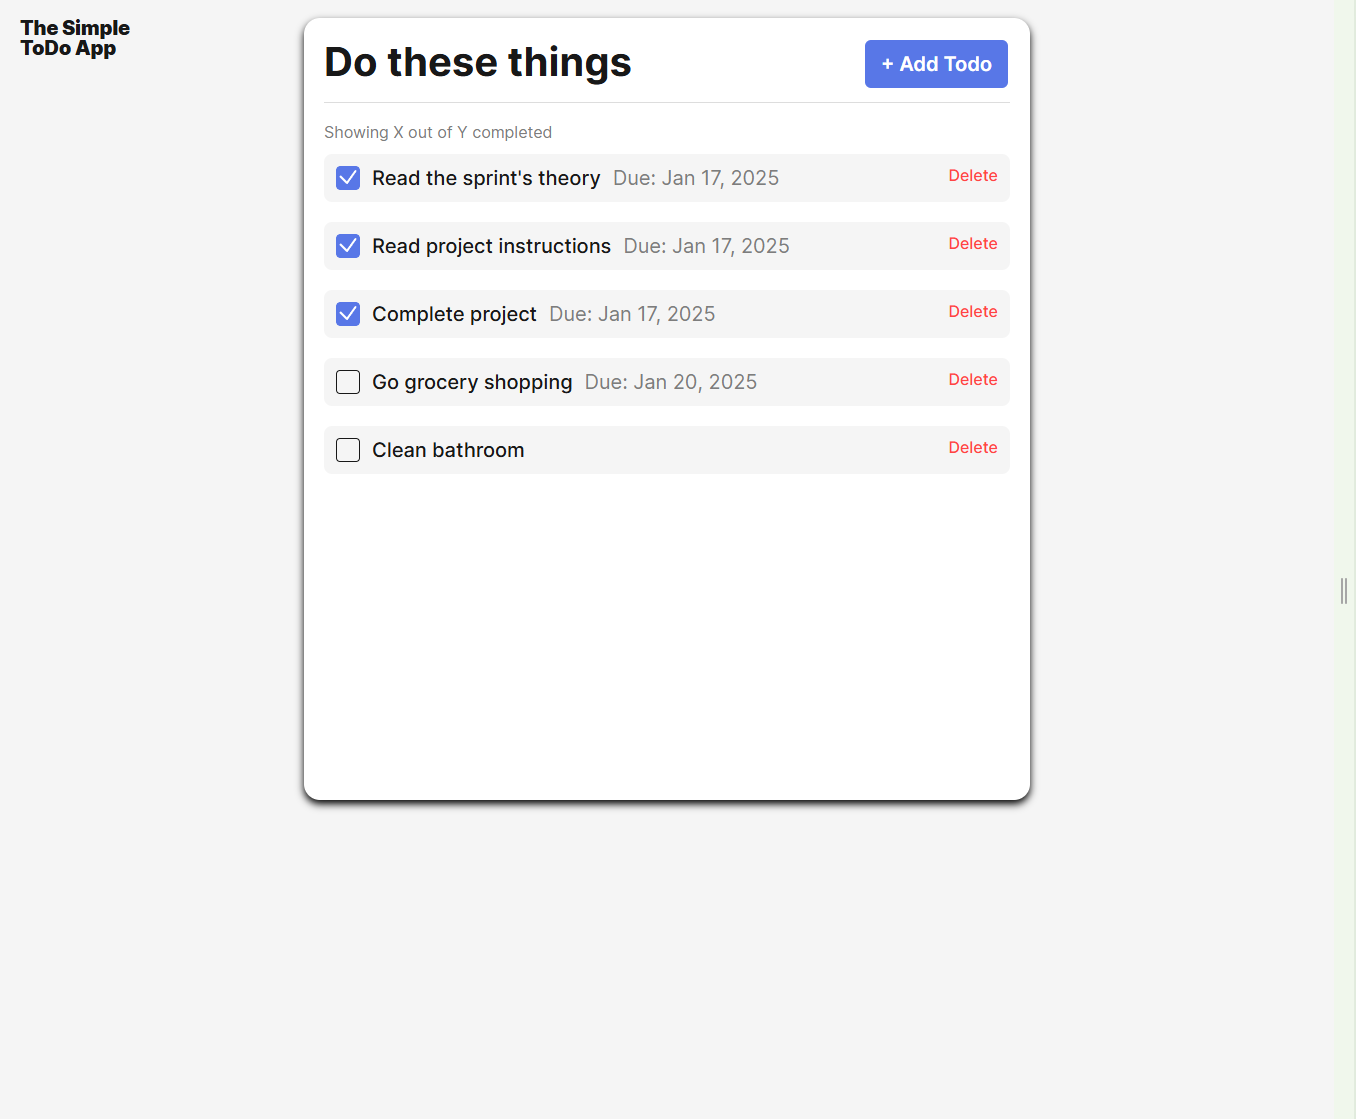 The Simple
ToDo App
Do these things
+ Add Todo
Showing X out of Y completed
Read the sprint's theory Due: Jan 17, 2025 Delete
Read project instructions Due: Jan 17, 2025 Delete
Complete project Due: Jan 17, 2025 Delete
Go grocery shopping Due: Jan 20, 2025 Delete
Clean bathroom Delete